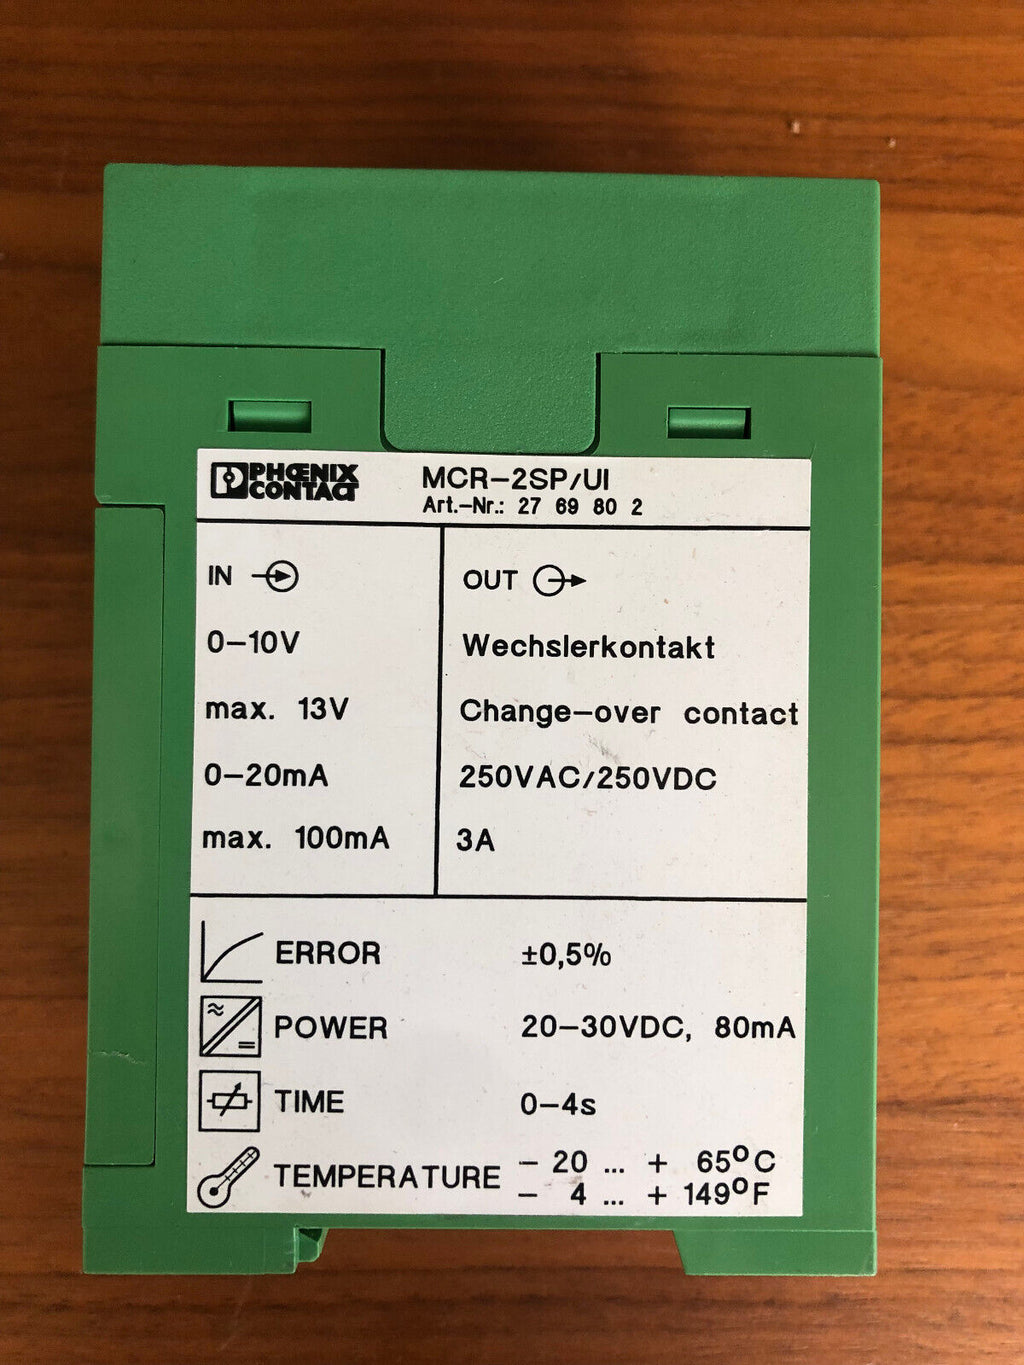 PHOENIX
CONTACT
MCR-2SP/UI
Art.-Nr.: 27 69 80 2
IN
0-10V
max. 13V
0-20mA
max. 100mA
OUT
Wechslerkontakt
Change-over contact
250VAC/250VDC
3A
ERROR ±0,5%
POWER 20-30VDC, 80mA
TIME 0-4s
TEMPERATURE - 20 ... + 65°C
- 4 ... + 149°F